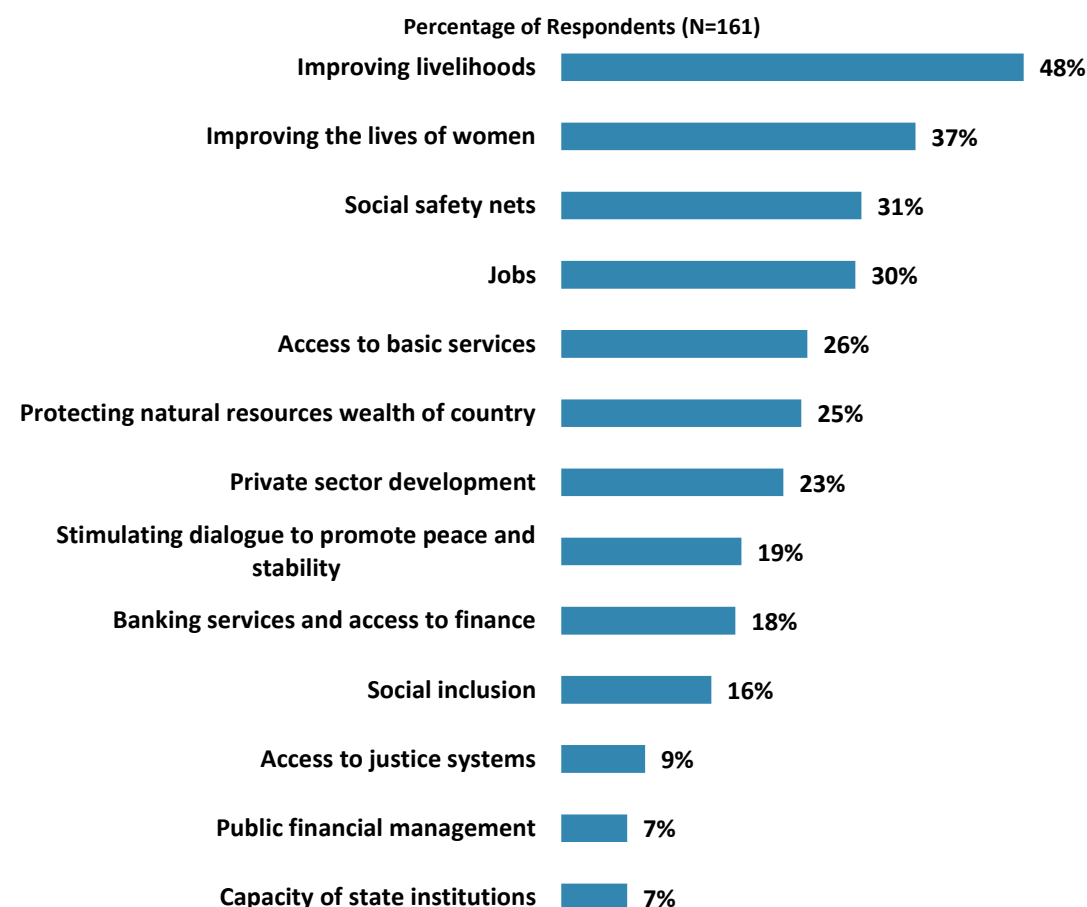 Percentage of Respondents (N=161)
Improving livelihoods 48%
Improving the lives of women 37%
Social safety nets 31%
Jobs 30%
Access to basic services 26%
Protecting natural resources wealth of country 25%
Private sector development 23%
Stimulating dialogue to promote peace and
stability 19%
Banking services and access to finance 18%
Social inclusion 16%
Access to justice systems 9%
Public financial management 7%
Capacity of state institutions 7%